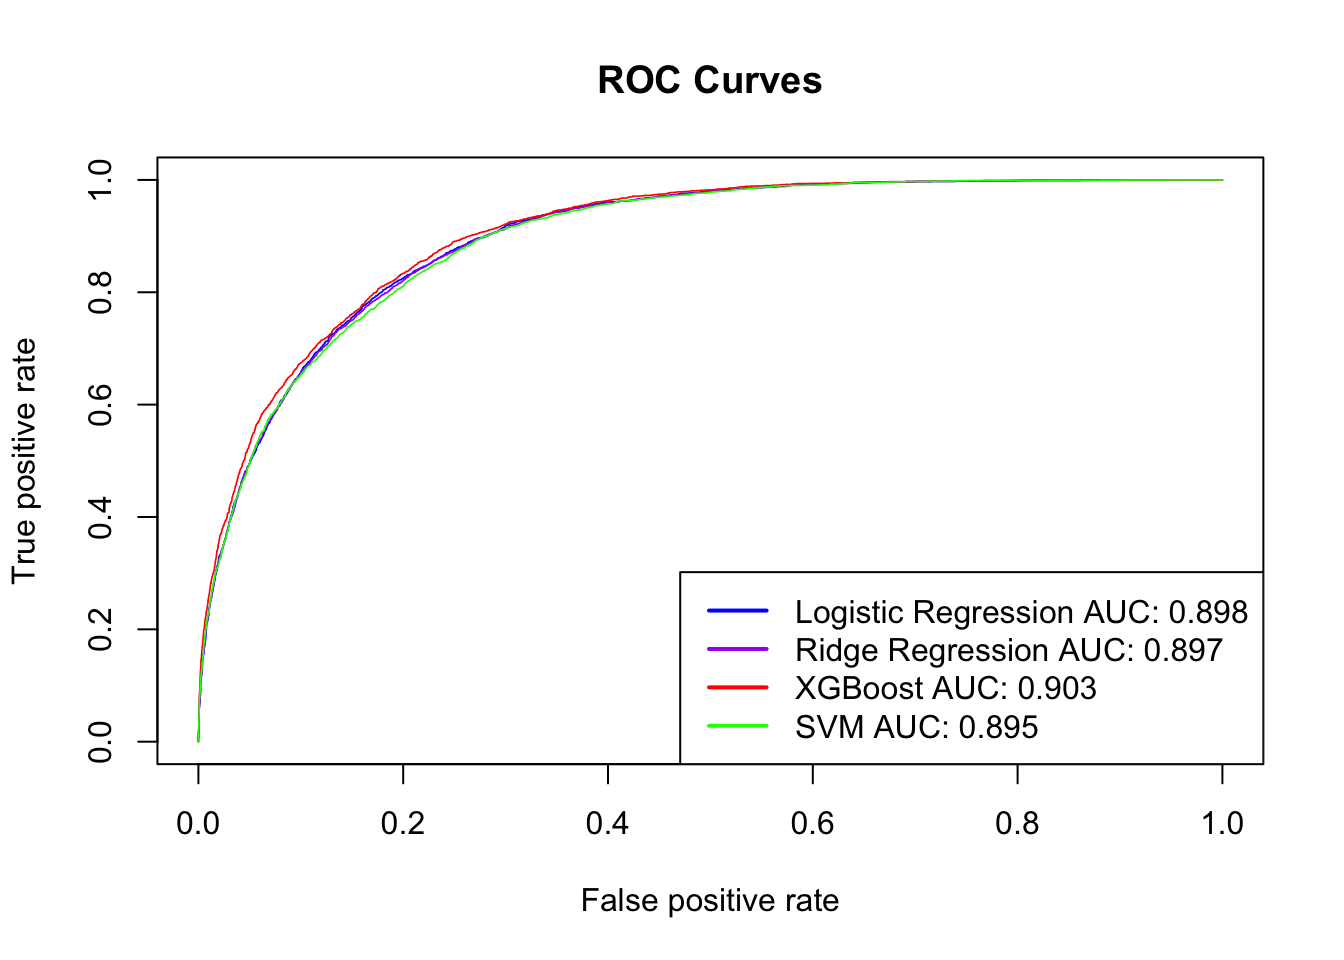 ROC Curves
True positive rate
1.0
0.8
0.6
0.4
0.2
0.0
Logistic Regression AUC: 0.898
Ridge Regression AUC: 0.897
XGBoost AUC: 0.903
SVM AUC: 0.895
0.0 0.2 0.4 0.6 0.8 1.0
False positive rate